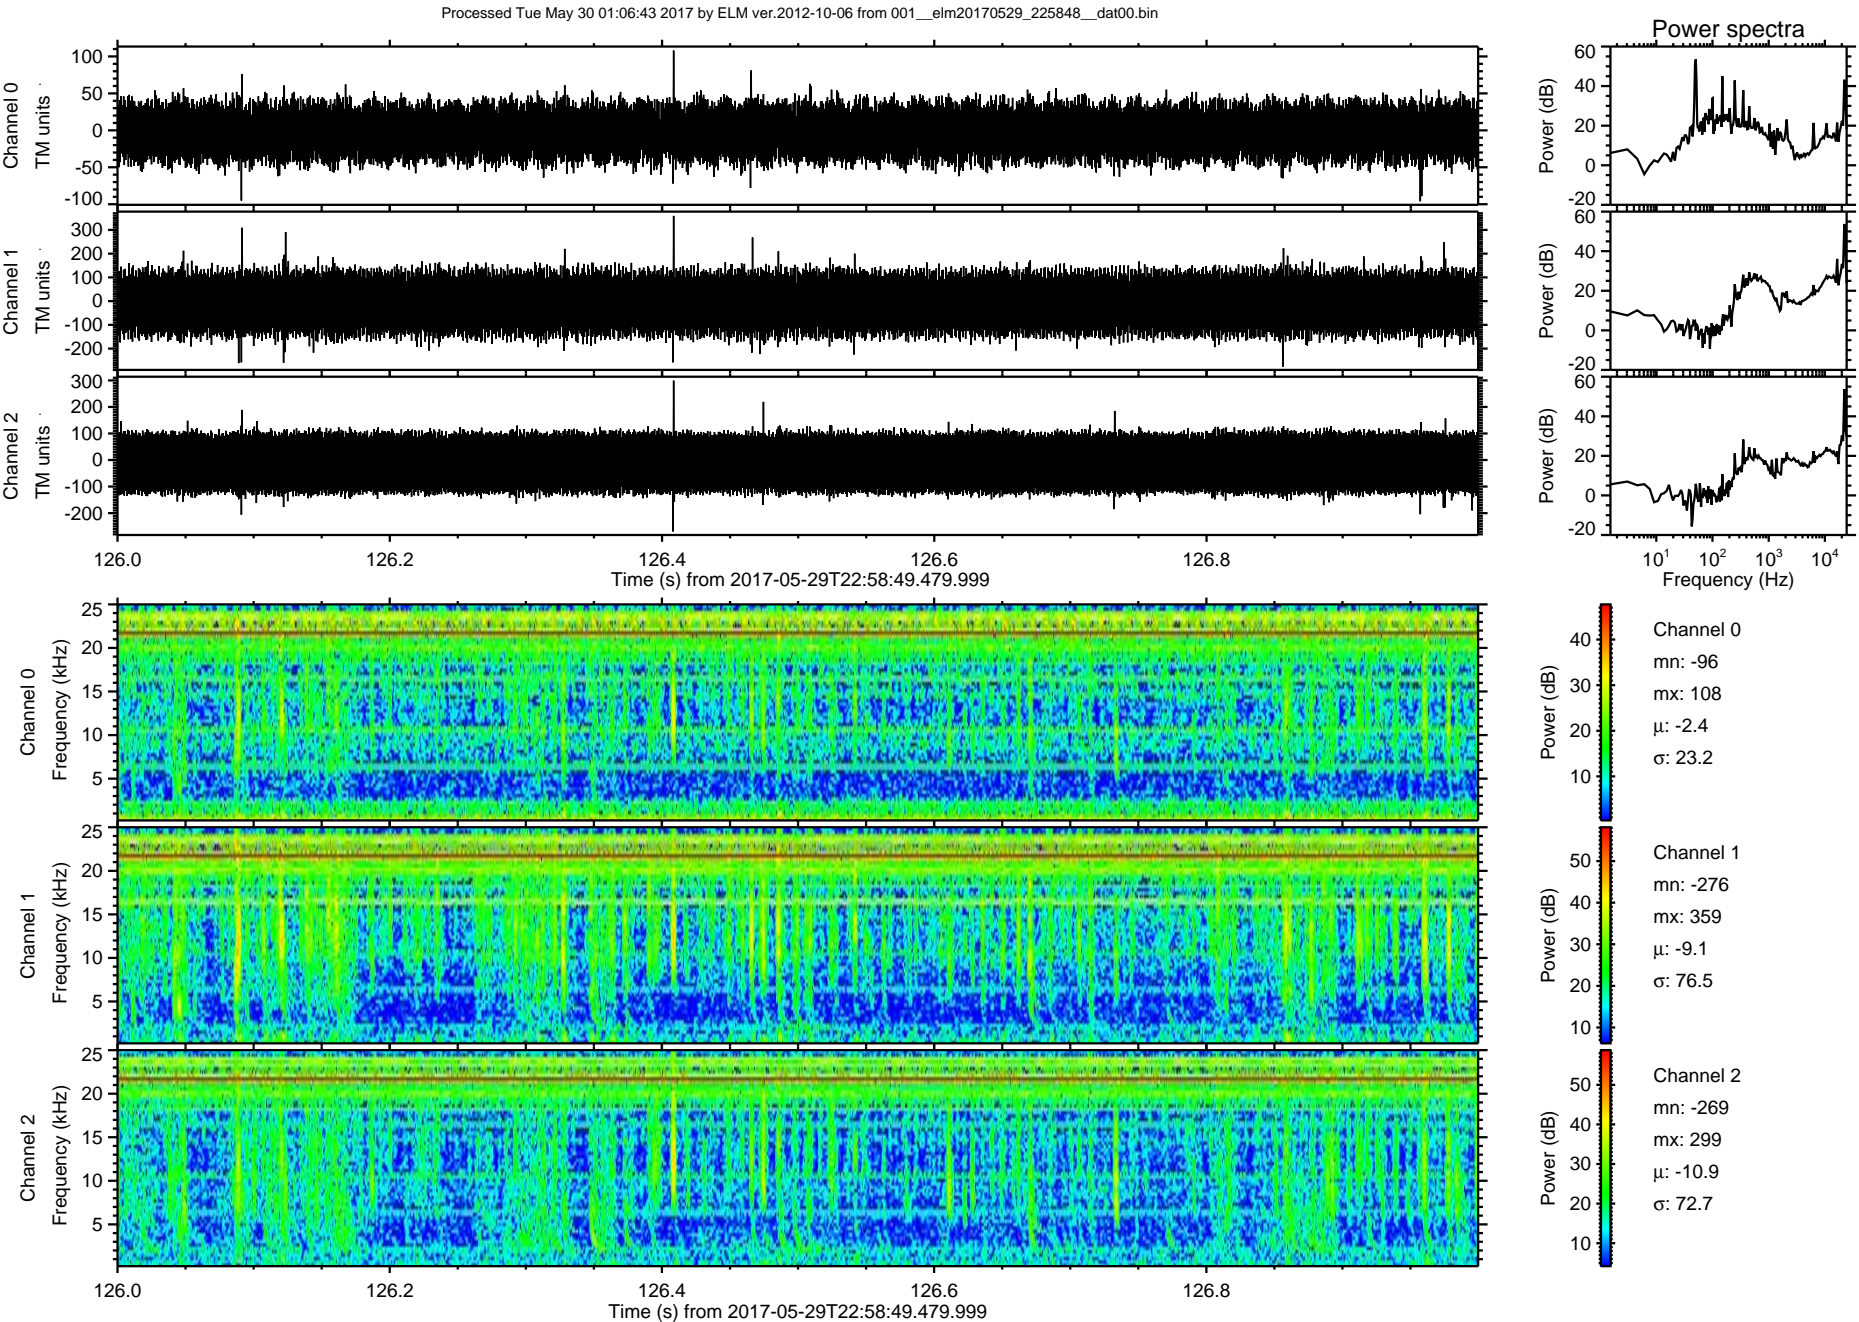 Processed Tue May 30 01:06:43 2017 by ELM ver.2012-10-06 from 001__elm20170529_225848__dat00.bin
Power spectra
Channel 0
TM units
100
50
0
-50
-100
Power (dB)
60
40
20
0
-20
Channel 1
TM units
300
200
100
0
-100
-200
Power (dB)
60
40
20
0
-20
Channel 2
TM units
300
200
100
0
-100
-200
Power (dB)
60
40
20
0
-20
126.0 126.2 126.4 126.6 126.8
Time (s) from 2017-05-29T22:58:49.479.999
10¹ 10² 10³ 10⁴
Frequency (Hz)
Channel 0
Frequency (kHz)
25
20
15
10
5
Power (dB)
40
30
20
10
Channel 0
mn: -96
mx: 108
µ: -2.4
σ: 23.2
Channel 1
Frequency (kHz)
25
20
15
10
5
Power (dB)
50
40
30
20
10
Channel 1
mn: -276
mx: 359
µ: -9.1
σ: 76.5
Channel 2
Frequency (kHz)
25
20
15
10
5
Power (dB)
50
40
30
20
10
Channel 2
mn: -269
mx: 299
µ: -10.9
σ: 72.7
126.0 126.2 126.4 126.6 126.8
Time (s) from 2017-05-29T22:58:49.479.999